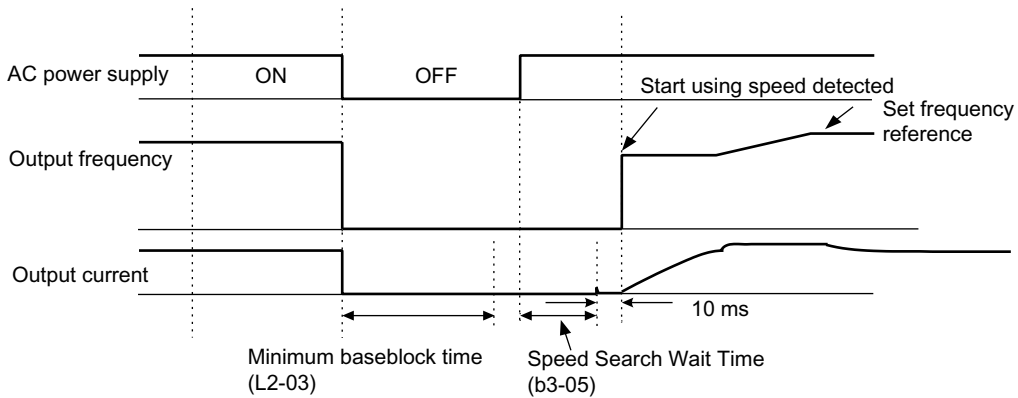 AC power supply
ON
OFF
Start using speed detected
Set frequency
reference
Output frequency
Output current
10 ms
Minimum baseblock time
(L2-03)
Speed Search Wait Time
(b3-05)